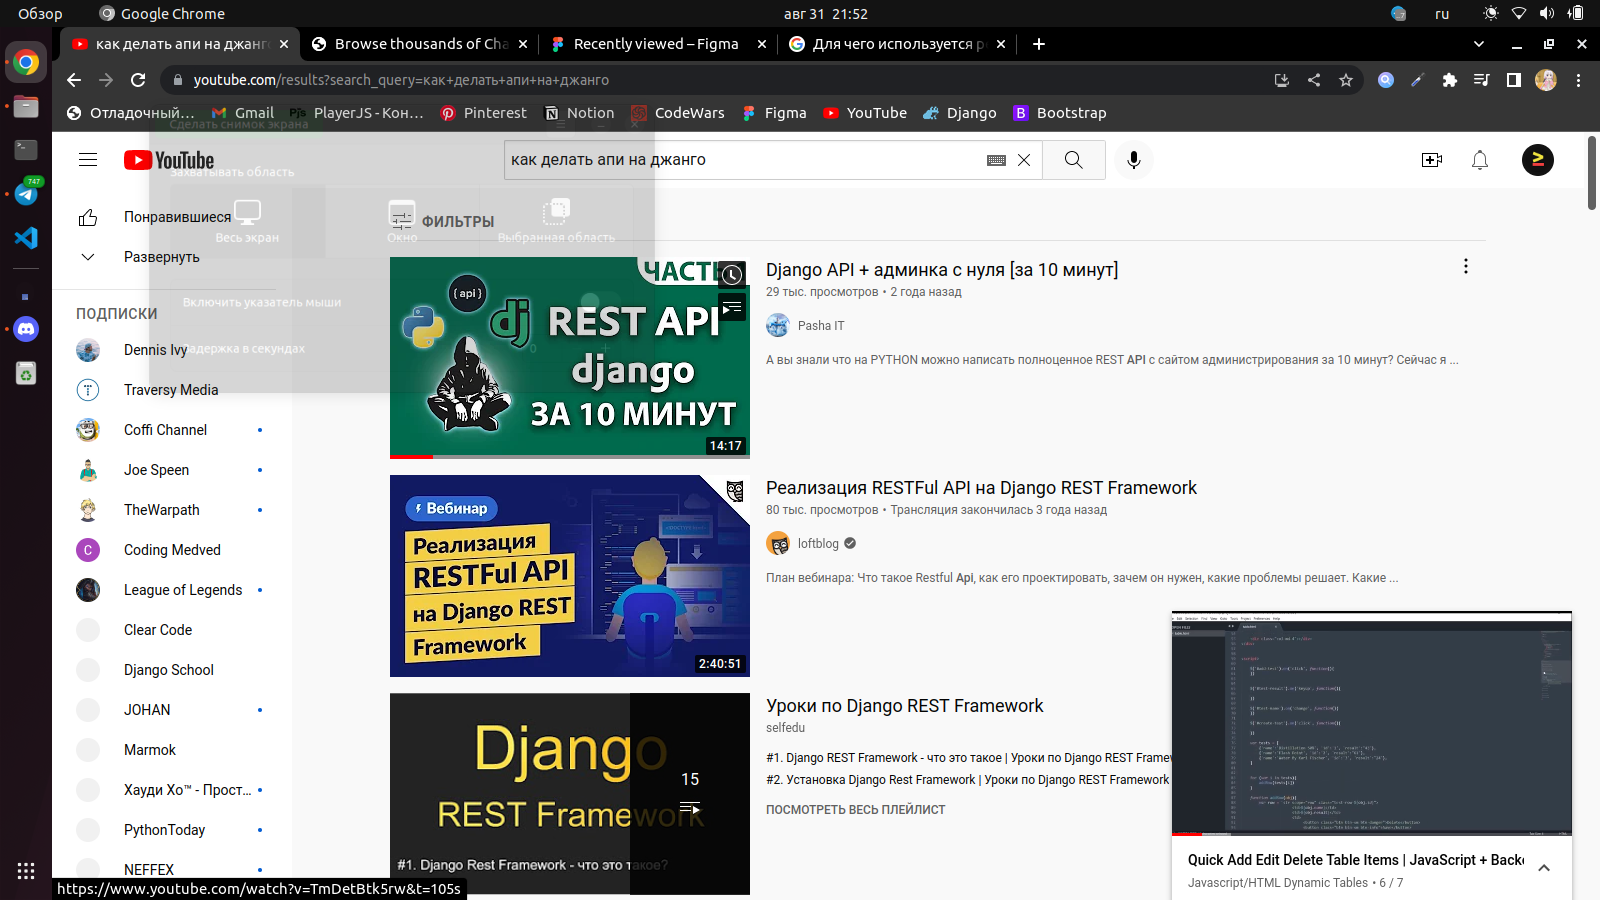 Обзор
Google Chrome
авг 31 21:52
ru
как делать апи на джанго
Browse thousands of Cha
Recently viewed – Figma
Для чего используется
youtube.com/results?search_query=как+делать+апи+на+джанго
Отладочный…
Gmail
PlayerJS - Кон…
Pinterest
Notion
CodeWars
Figma
YouTube
Django
Bootstrap
747
Сделать снимок экрана
YouTube
как делать апи на джанго
Захватывать область
Понравившиеся
Весь экран
Окно
ФИЛЬТРЫ
Выбранная область
Развернуть
Включить указатель мыши
ПОДПИСКИ
Задержка в секундах
0
Dennis Ivy
Traversy Media
Coffi Channel
Joe Speen
TheWarpath
Coding Medved
League of Legends
Clear Code
Django School
JOHAN
Marmok
Хауди Хо™ - Прост…
PythonToday
NEFFEX
ЧАСТЬ
{api}
dj
REST API
django
ЗА 10 МИНУТ
14:17
Django API + админка с нуля [за 10 минут]
29 тыс. просмотров • 2 года назад
Pasha IT
А вы знали что на PYTHON можно написать полноценное REST API с сайтом администрирования за 10 минут? Сейчас я ...
Вебинар
Реализация
RESTFul API
на Django REST
Framework
2:40:51
Реализация RESTFul API на Django REST Framework
80 тыс. просмотров • Трансляция закончилась 3 года назад
loftblog
План вебинара: Что такое Restful Api, как его проектировать, зачем он нужен, какие проблемы решает. Какие ...
Django
REST Framework
#1. Django Rest Framework - что это такое?
15
Уроки по Django REST Framework
selfedu
#1. Django REST Framework - что это такое | Уроки по Django REST Framew
#2. Установка Django Rest Framework | Уроки по Django REST Framework
ПОСМОТРЕТЬ ВЕСЬ ПЛЕЙЛИСТ
Quick Add Edit Delete Table Items | JavaScript + Backe
Javascript/HTML Dynamic Tables • 6 / 7
https://www.youtube.com/watch?v=TmDetBtk5rw&t=105s